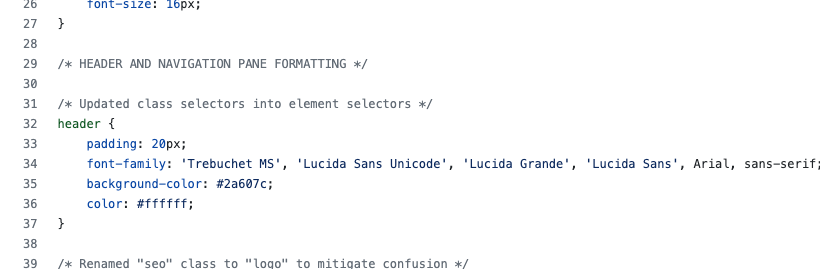 26 font-size: 16px;
27 }
28
29 /* HEADER AND NAVIGATION PANE FORMATTING */
30
31 /* Updated class selectors into element selectors */
32 header {
33 padding: 20px;
34 font-family: 'Trebuchet MS', 'Lucida Sans Unicode', 'Lucida Grande', 'Lucida Sans', Arial, sans-serif;
35 background-color: #2a607c;
36 color: #ffffff;
37 }
38
39 /* Renamed "seo" class to "logo" to mitigate confusion */